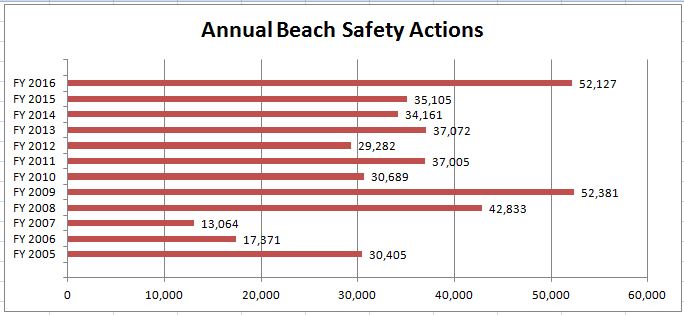 Annual Beach Safety Actions
FY 2016 52,127
FY 2015 35,105
FY 2014 34,161
FY 2013 37,072
FY 2012 29,282
FY 2011 37,005
FY 2010 30,689
FY 2009 52,381
FY 2008 42,833
FY 2007 13,064
FY 2006 17,371
FY 2005 30,405
0 10,000 20,000 30,000 40,000 50,000 60,000